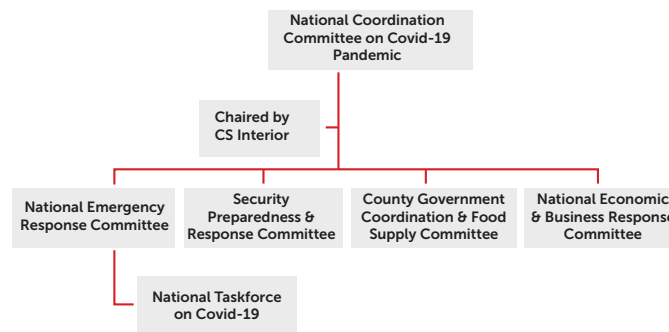 National Coordination
Committee on Covid-19
Pandemic
Chaired by
CS Interior
National Emergency
Response Committee
Security
Preparedness &
Response Committee
County Government
Coordination & Food
Supply Committee
National Economic
& Business Response
Committee
National Taskforce
on Covid-19